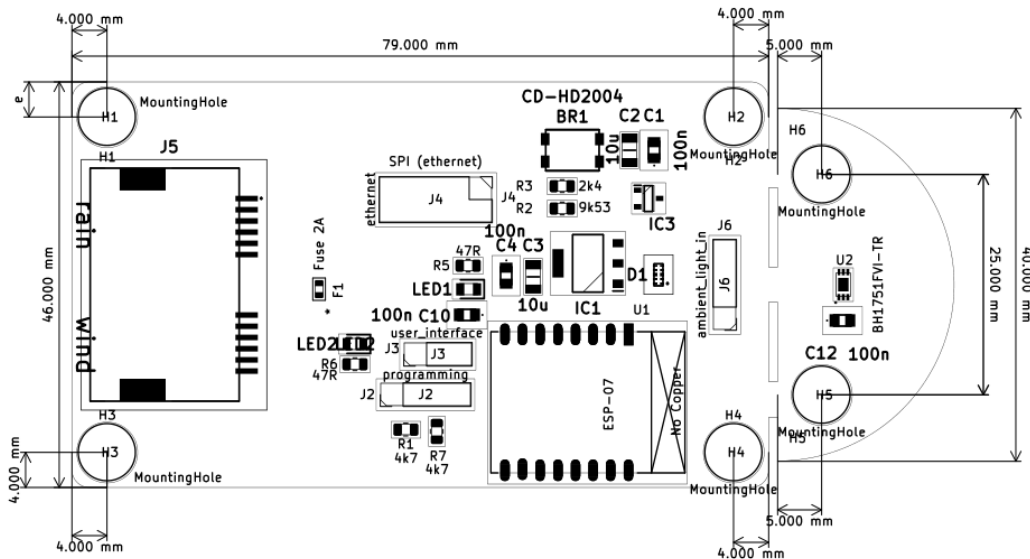 4.000 mm
4.000 mm
79.000 mm
5.000 mm
CD-HD2004
BR1
C2
C1
10u
100n
e
H1
MountingHole
H1
J5
H2
MountingHole
H2
H6
H6
MountingHole
SPI (ethernet)
ethernet
J4
J4
R3
2k4
R2
9k53
IC3
rain
wind
100n
C4
C3
47R
R5
LED1
10u
IC1
D1
J6
J6
ambient_light_in
U2
BH1751FVI-TR
25.000 mm
40.000 mm
46.000 mm
Fuse 2A
F1
100n
C10
U1
user_interface
LED2
LED2
J3
J3
R6
47R
programming
J2
J2
C12
100n
ESP-07
No Copper
R1
4k7
R7
4k7
H3
H3
MountingHole
H4
H4
MountingHole
H5
MountingHole
H5
4.000 mm
4.000 mm
5.000 mm
4.000 mm